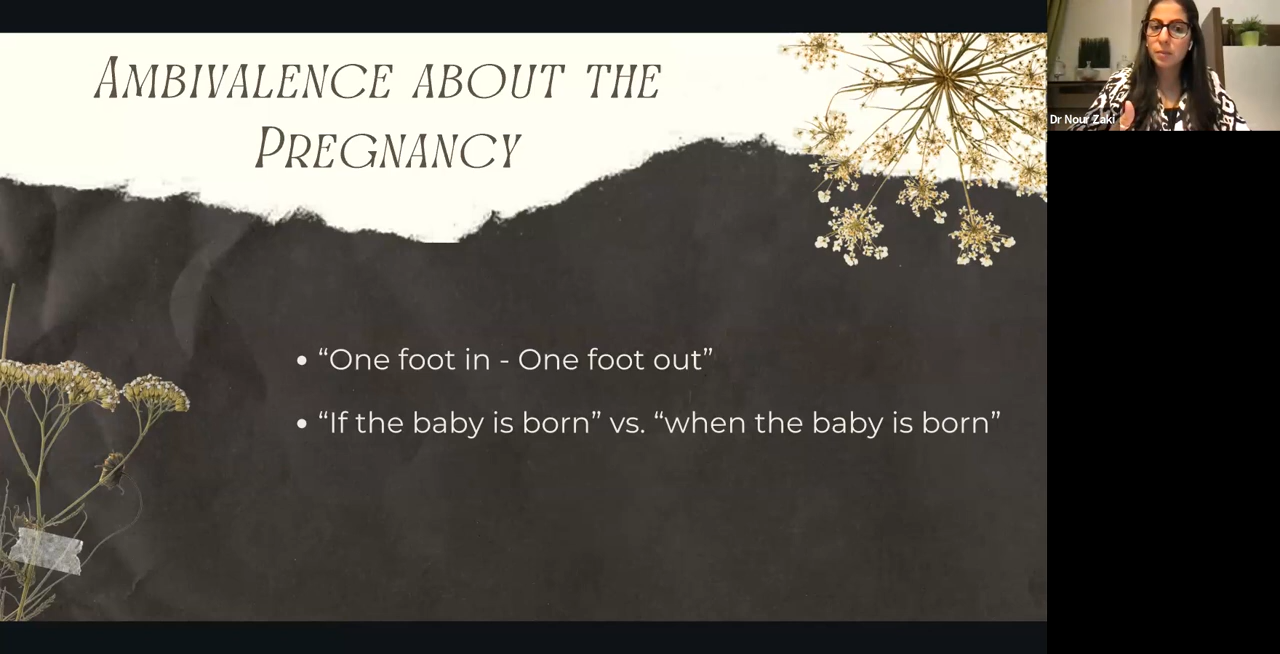 AMBIVALENCE ABOUT THE
PREGNANCY
• “One foot in - One foot out”
• “If the baby is born” vs. “when the baby is born”
Dr Nour Zaki